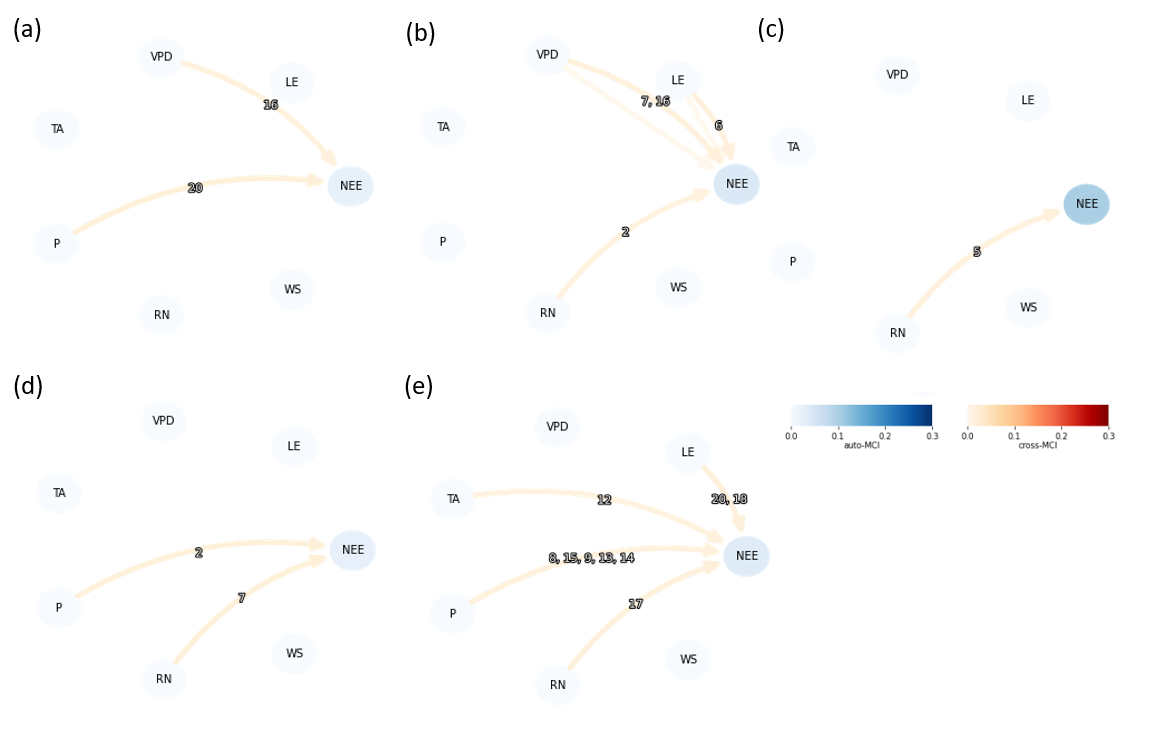 (a)
VPD
LE
16
TA
20
NEE
P
WS
RN
(b)
VPD
LE
7, 16
6
TA
NEE
P
2
WS
RN
(c)
VPD
LE
TA
NEE
5
P
WS
RN
(d)
VPD
LE
TA
2
NEE
7
P
WS
RN
(e)
VPD
LE
TA
12
20, 18
8, 15, 9, 13, 14
NEE
17
P
WS
RN
0.0 0.1 0.2 0.3
auto-MCI
0.0 0.1 0.2 0.3
cross-MCI